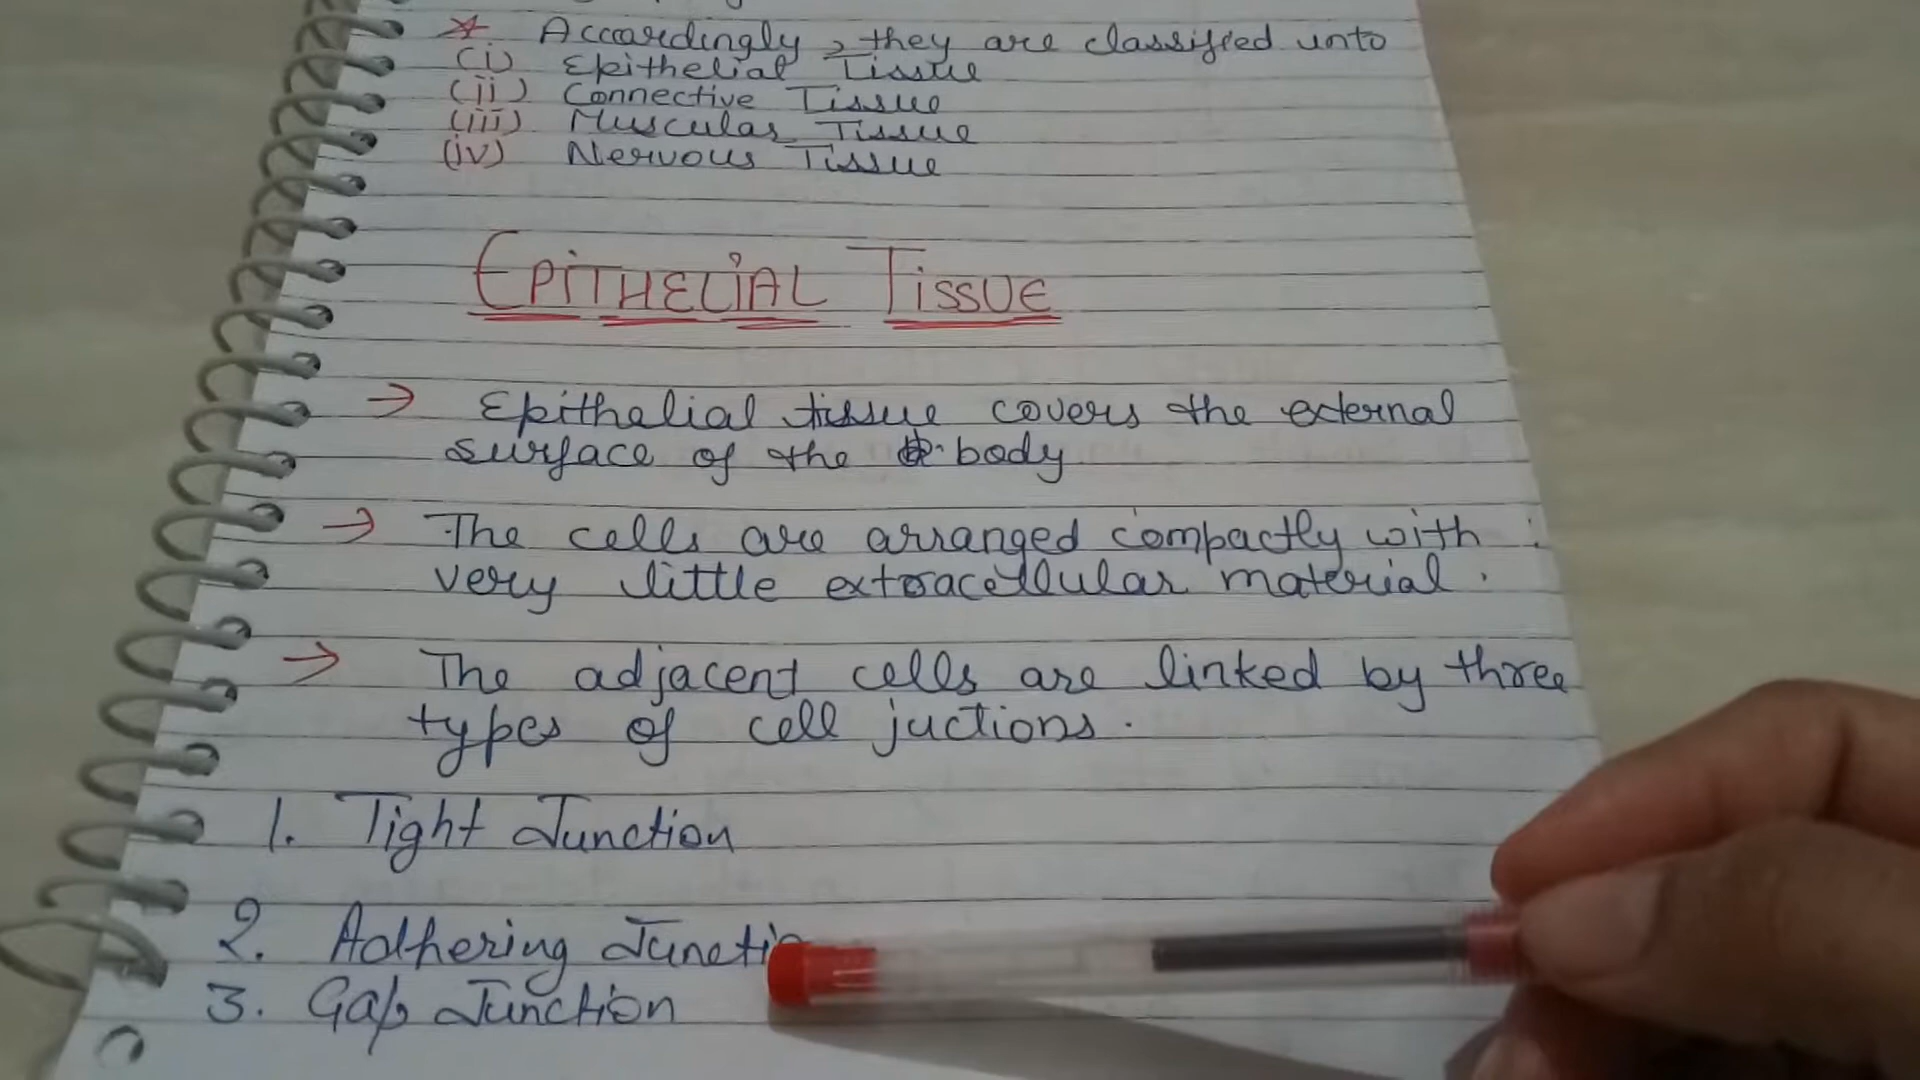 * Accordingly, they are classified into
(i) Epithelial Tissue
(ii) Connective Tissue
(iii) Muscular Tissue
(iv) Nervous Tissue
EPITHELIAL TISSUE
→ Epithelial tissue covers the external
surface of the body
→ The cells are arranged compactly with
very little extracellular material.
→ The adjacent cells are linked by three
types of cell juctions.
1. Tight Junction
2. Adhering Junctio
3. Gap Junction